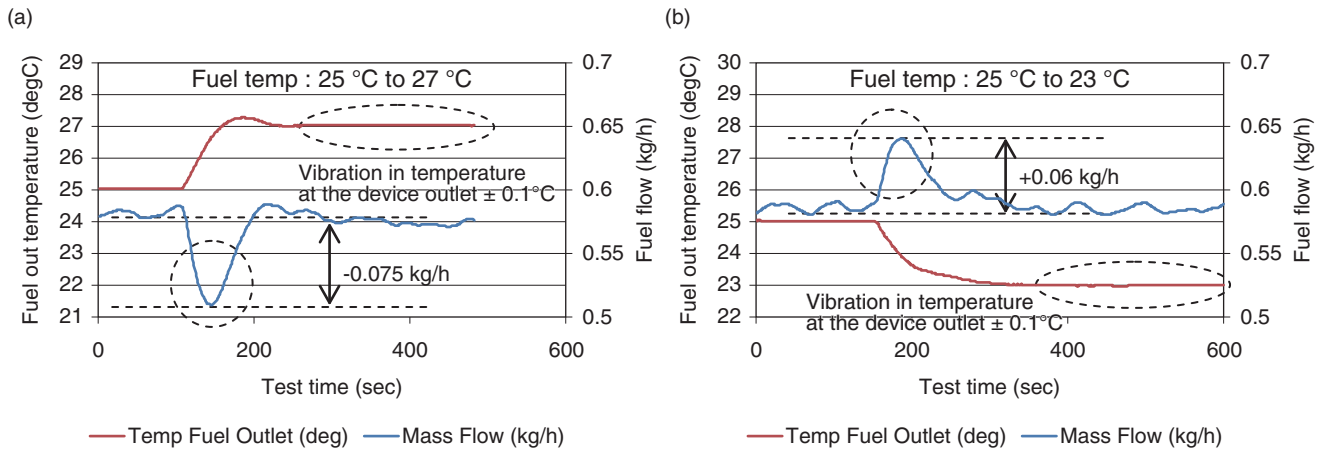 (a)
Fuel temp : 25 °C to 27 °C
Fuel out temperature (degC)
29
28
27
26
25
24
23
22
21
0.7
0.65
0.6
0.55
0.5
Fuel flow (kg/h)
Vibration in temperature
at the device outlet ± 0.1°C
-0.075 kg/h
0
200
400
600
Test time (sec)
Temp Fuel Outlet (deg)
Mass Flow (kg/h)
(b)
Fuel temp : 25 °C to 23 °C
Fuel out temperature (degC)
30
29
28
27
26
25
24
23
22
0.7
0.65
0.6
0.55
0.5
Fuel flow (kg/h)
+0.06 kg/h
Vibration in temperature
at the device outlet ± 0.1°C
0
200
400
600
Test time (sec)
Temp Fuel Outlet (deg)
Mass Flow (kg/h)